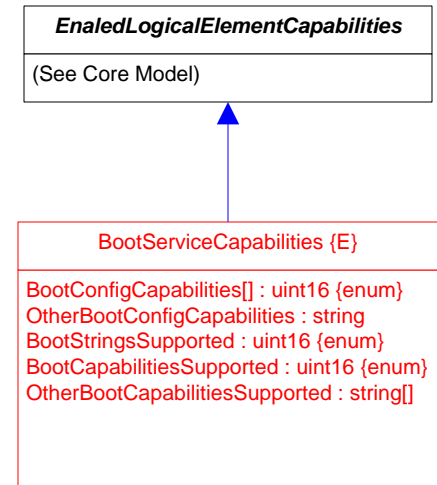 EnaledLogicalElementCapabilities
(See Core Model)
BootServiceCapabilities {E}
BootConfigCapabilities[] : uint16 {enum}
OtherBootConfigCapabilities : string
BootStringsSupported : uint16 {enum}
BootCapabilitiesSupported : uint16 {enum}
OtherBootCapabilitiesSupported : string[]